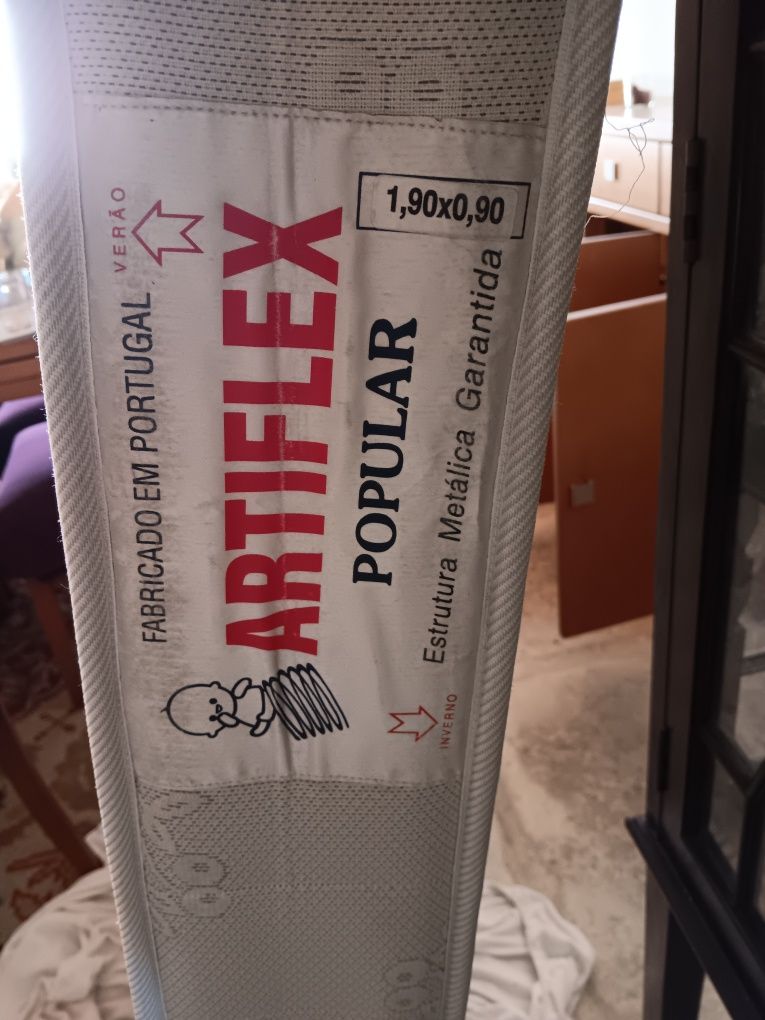 VERÃO
FABRICADO EM PORTUGAL
ARTIFLEX
POPULAR
1,90x0,90
Estrutura Metálica Garantida
INVERNO